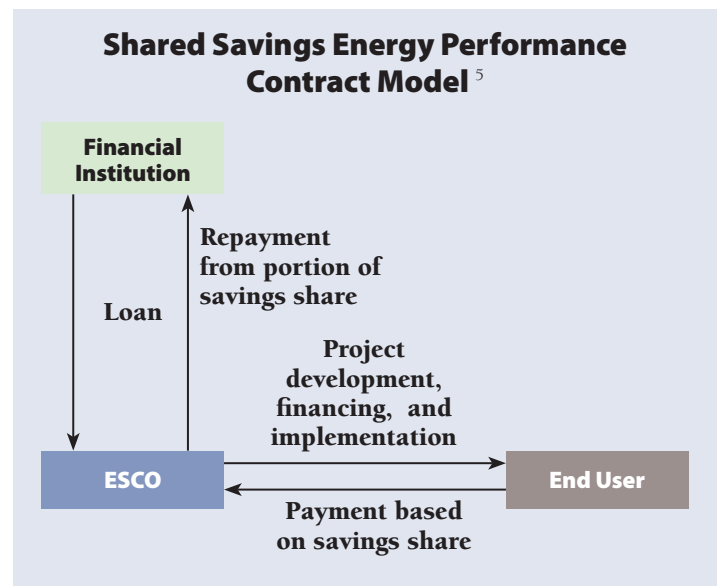 Shared Savings Energy Performance
Contract Model 5
Financial
Institution
Repayment
from portion of
savings share
Loan
Project
development,
financing, and
implementation
ESCO
End User
Payment based
on savings share